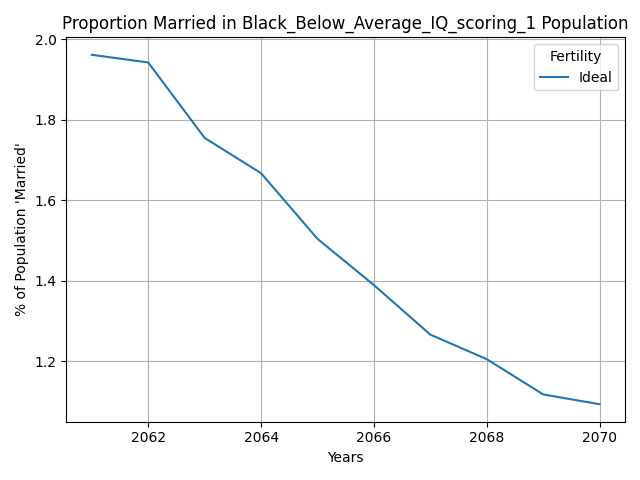 Proportion Married in Black_Below_Average_IQ_scoring_1 Population
Fertility
Ideal
% of Population 'Married'
2.0
1.8
1.6
1.4
1.2
2062 2064 2066 2068 2070
Years